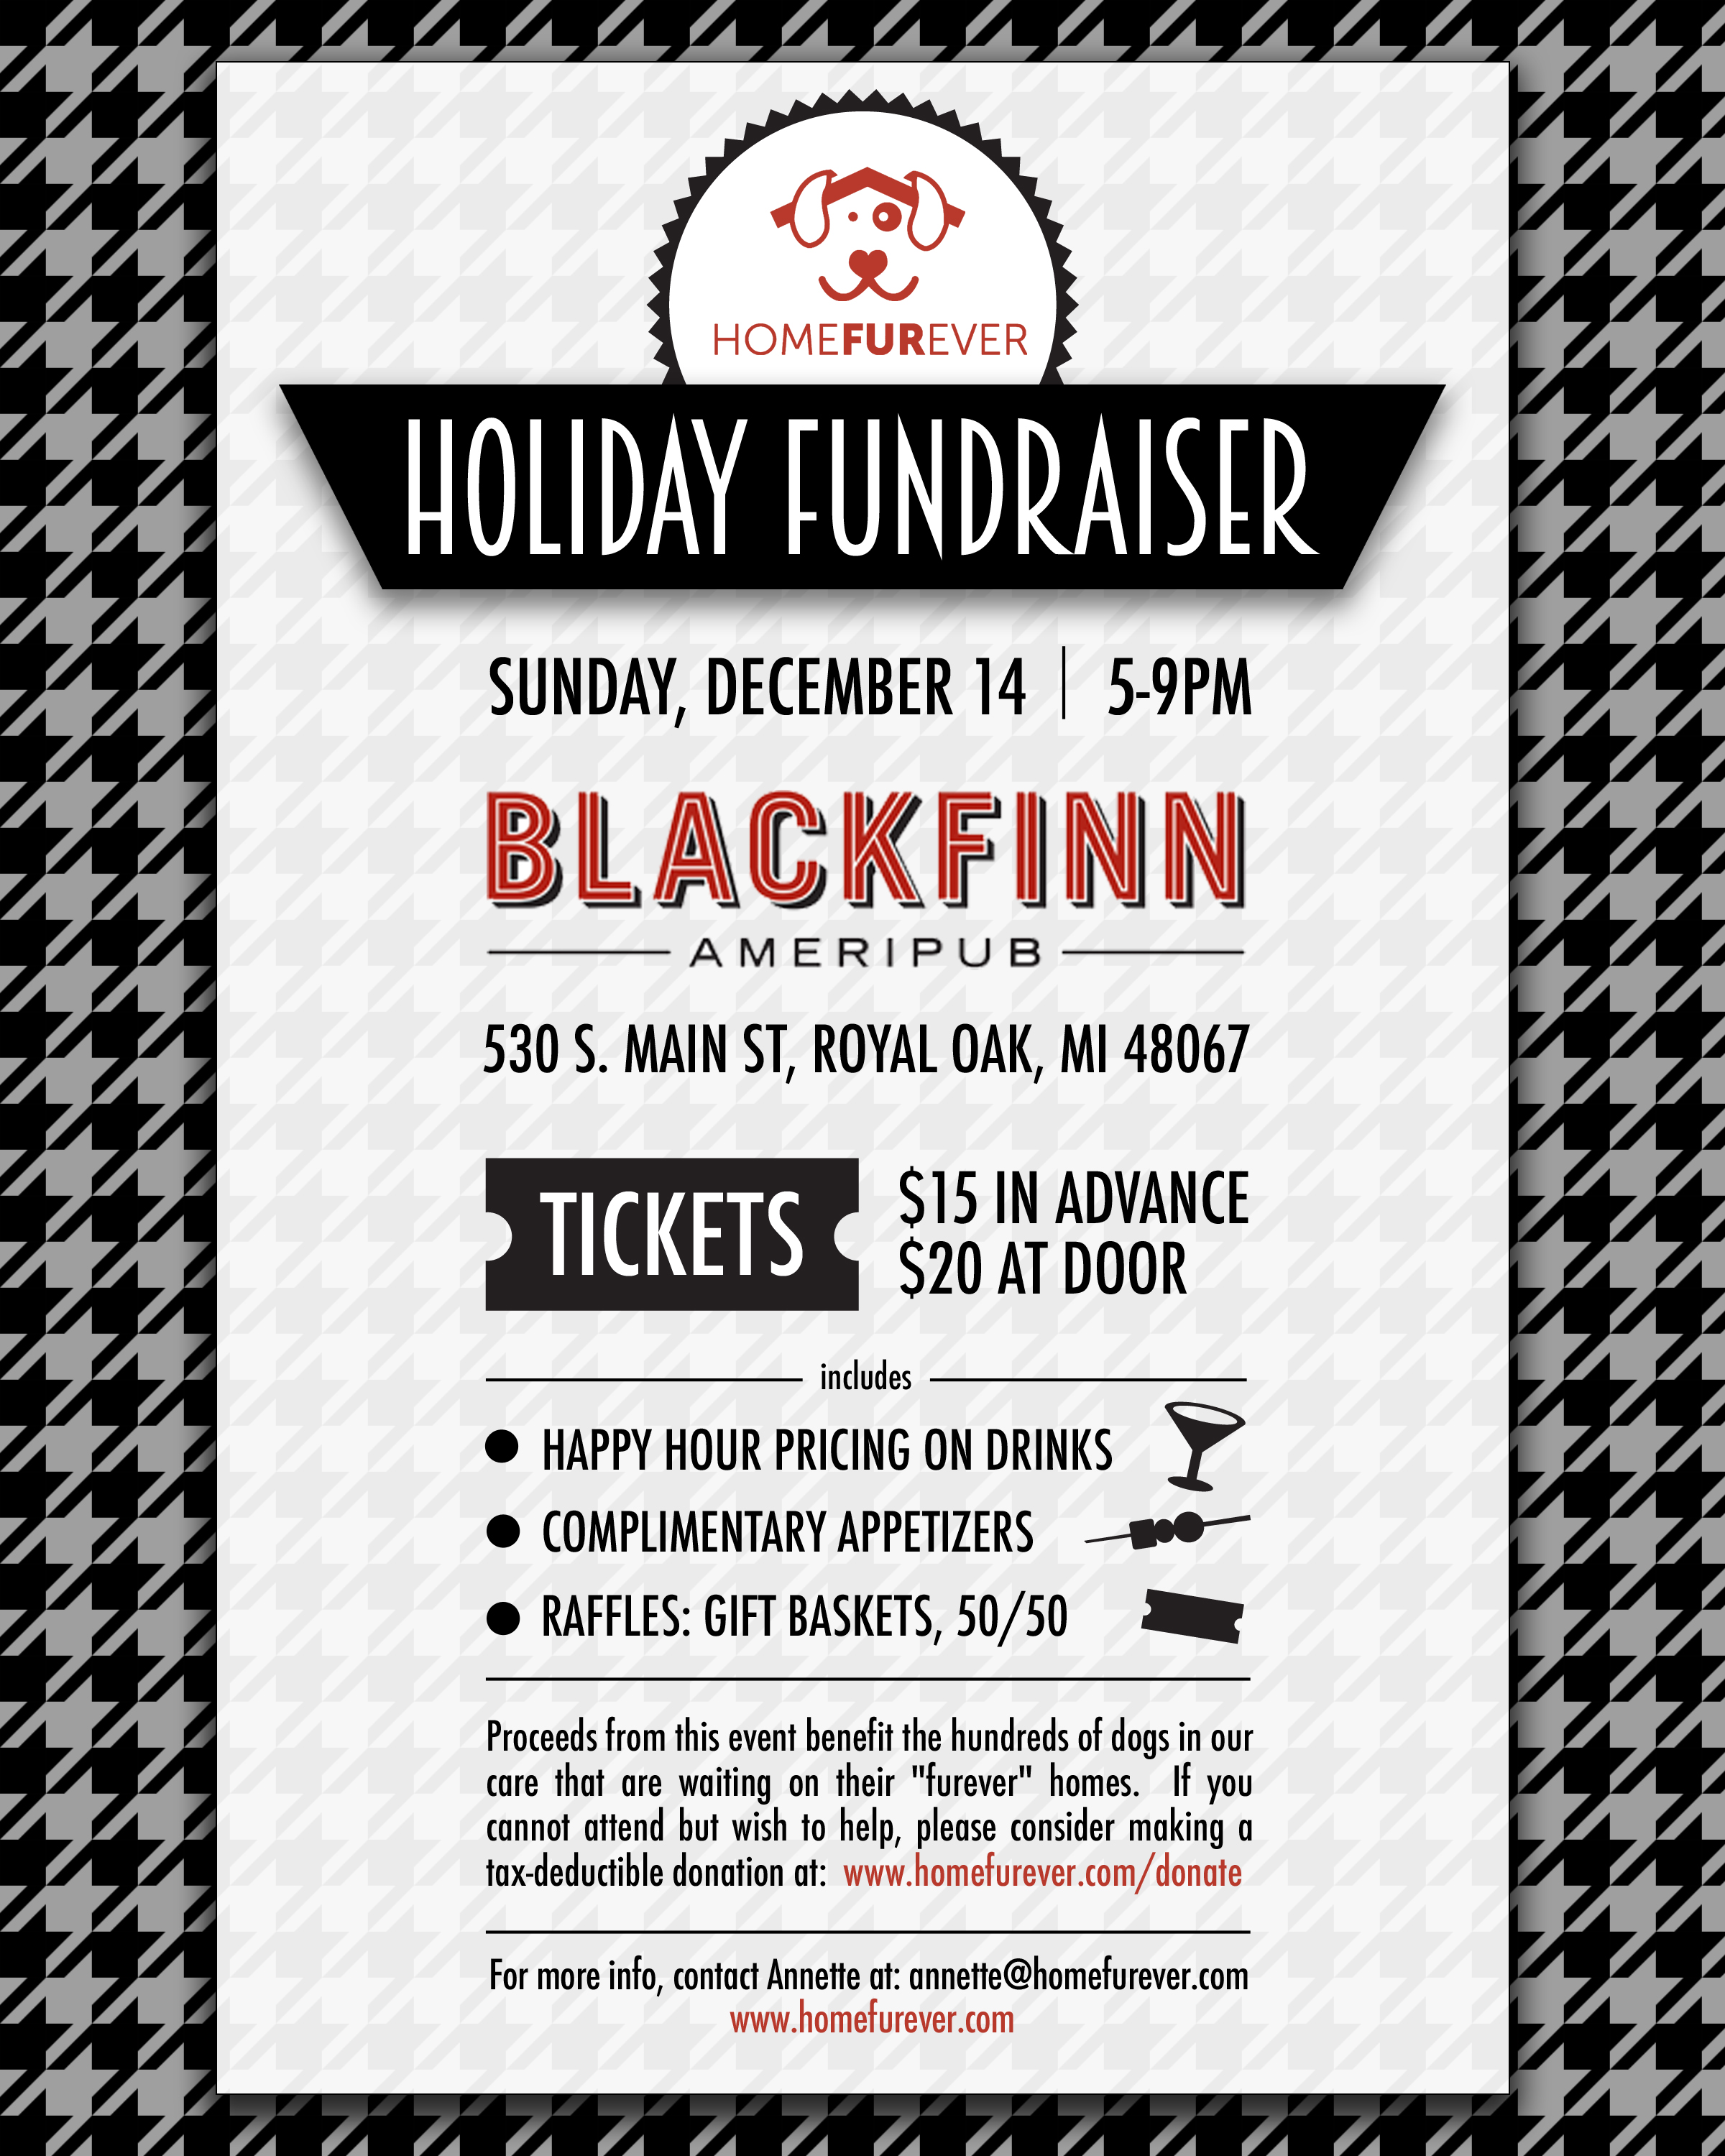 HOMEFUREVER
HOLIDAY FUNDRAISER
SUNDAY, DECEMBER 14 | 5-9PM
BLACKFINN
AMERIPUB
530 S. MAIN ST, ROYAL OAK, MI 48067
TICKETS
$15 IN ADVANCE
$20 AT DOOR
includes
● HAPPY HOUR PRICING ON DRINKS
● COMPLIMENTARY APPETIZERS
● RAFFLES: GIFT BASKETS, 50/50
Proceeds from this event benefit the hundreds of dogs in our
care that are waiting on their "furever" homes. If you
cannot attend but wish to help, please consider making a
tax-deductible donation at: www.homefurever.com/donate
For more info, contact Annette at: annette@homefurever.com
www.homefurever.com